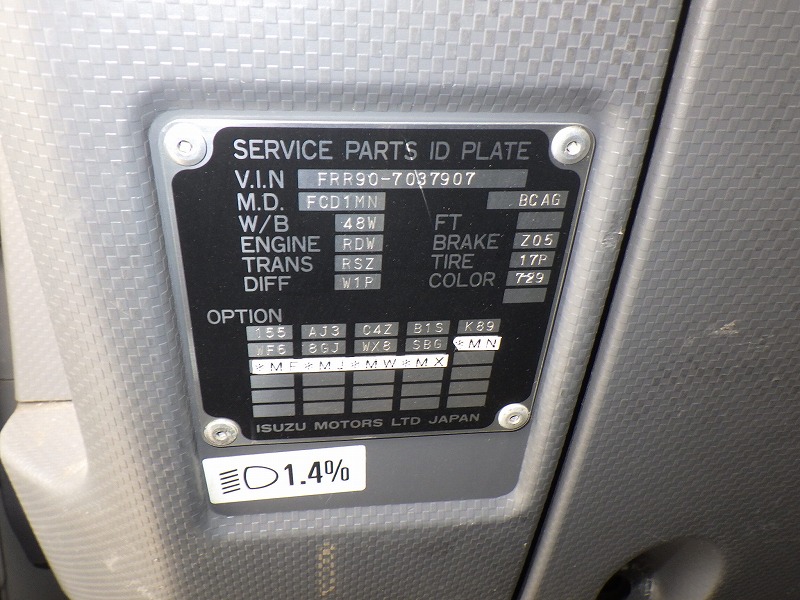 SERVICE PARTS ID PLATE
V.I.N FRR90-7037907
M.D. FCD1MN BCAG
W/B 48W FT
ENGINE RDW BRAKE Z05
TRANS RSZ TIRE 17P
DIFF W1P COLOR 729
OPTION
155 AJ3 C4Z B1S K89
WF6 8GJ W/B SBG *MN
*MF *MJ *MW *MX
ISUZU MOTORS LTD JAPAN
1.4%